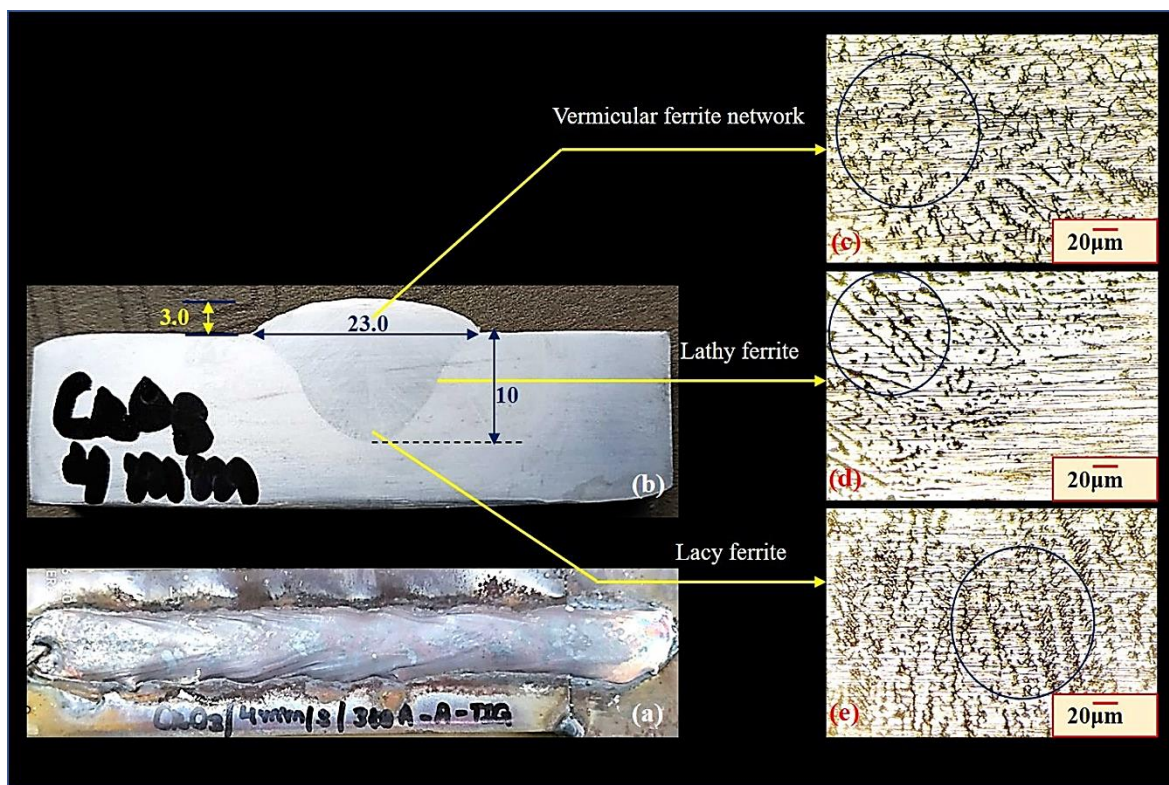 Vermicular ferrite network
(c)
20μm
3.0
23.0
10
4 mm
(b)
Lathy ferrite
(d)
20μm
Lacy ferrite
(e)
20μm
(a)